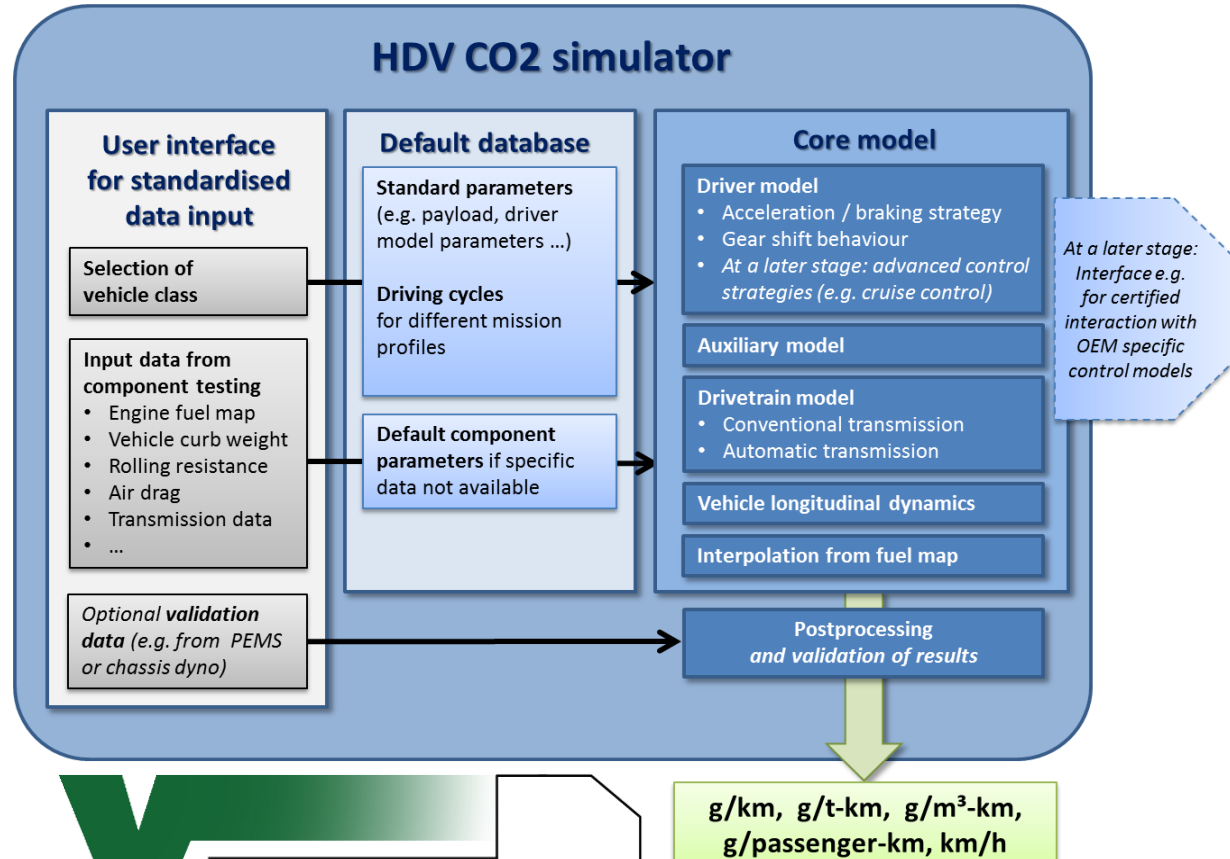 HDV CO2 simulator
User interface
for standardised
data input
Selection of
vehicle class
Input data from
component testing
• Engine fuel map
• Vehicle curb weight
• Rolling resistance
• Air drag
• Transmission data
• ...
Optional validation
data (e.g. from PEMS
or chassis dyno)
Default database
Standard parameters
(e.g. payload, driver
model parameters ...)
Driving cycles
for different mission
profiles
Default component
parameters if specific
data not available
Core model
Driver model
• Acceleration / braking strategy
• Gear shift behaviour
• At a later stage: advanced control
strategies (e.g. cruise control)
Auxiliary model
Drivetrain model
• Conventional transmission
• Automatic transmission
Vehicle longitudinal dynamics
Interpolation from fuel map
Postprocessing
and validation of results
At a later stage:
Interface e.g.
for certified
interaction with
OEM specific
control models
g/km, g/t-km, g/m³-km,
g/passenger-km, km/h